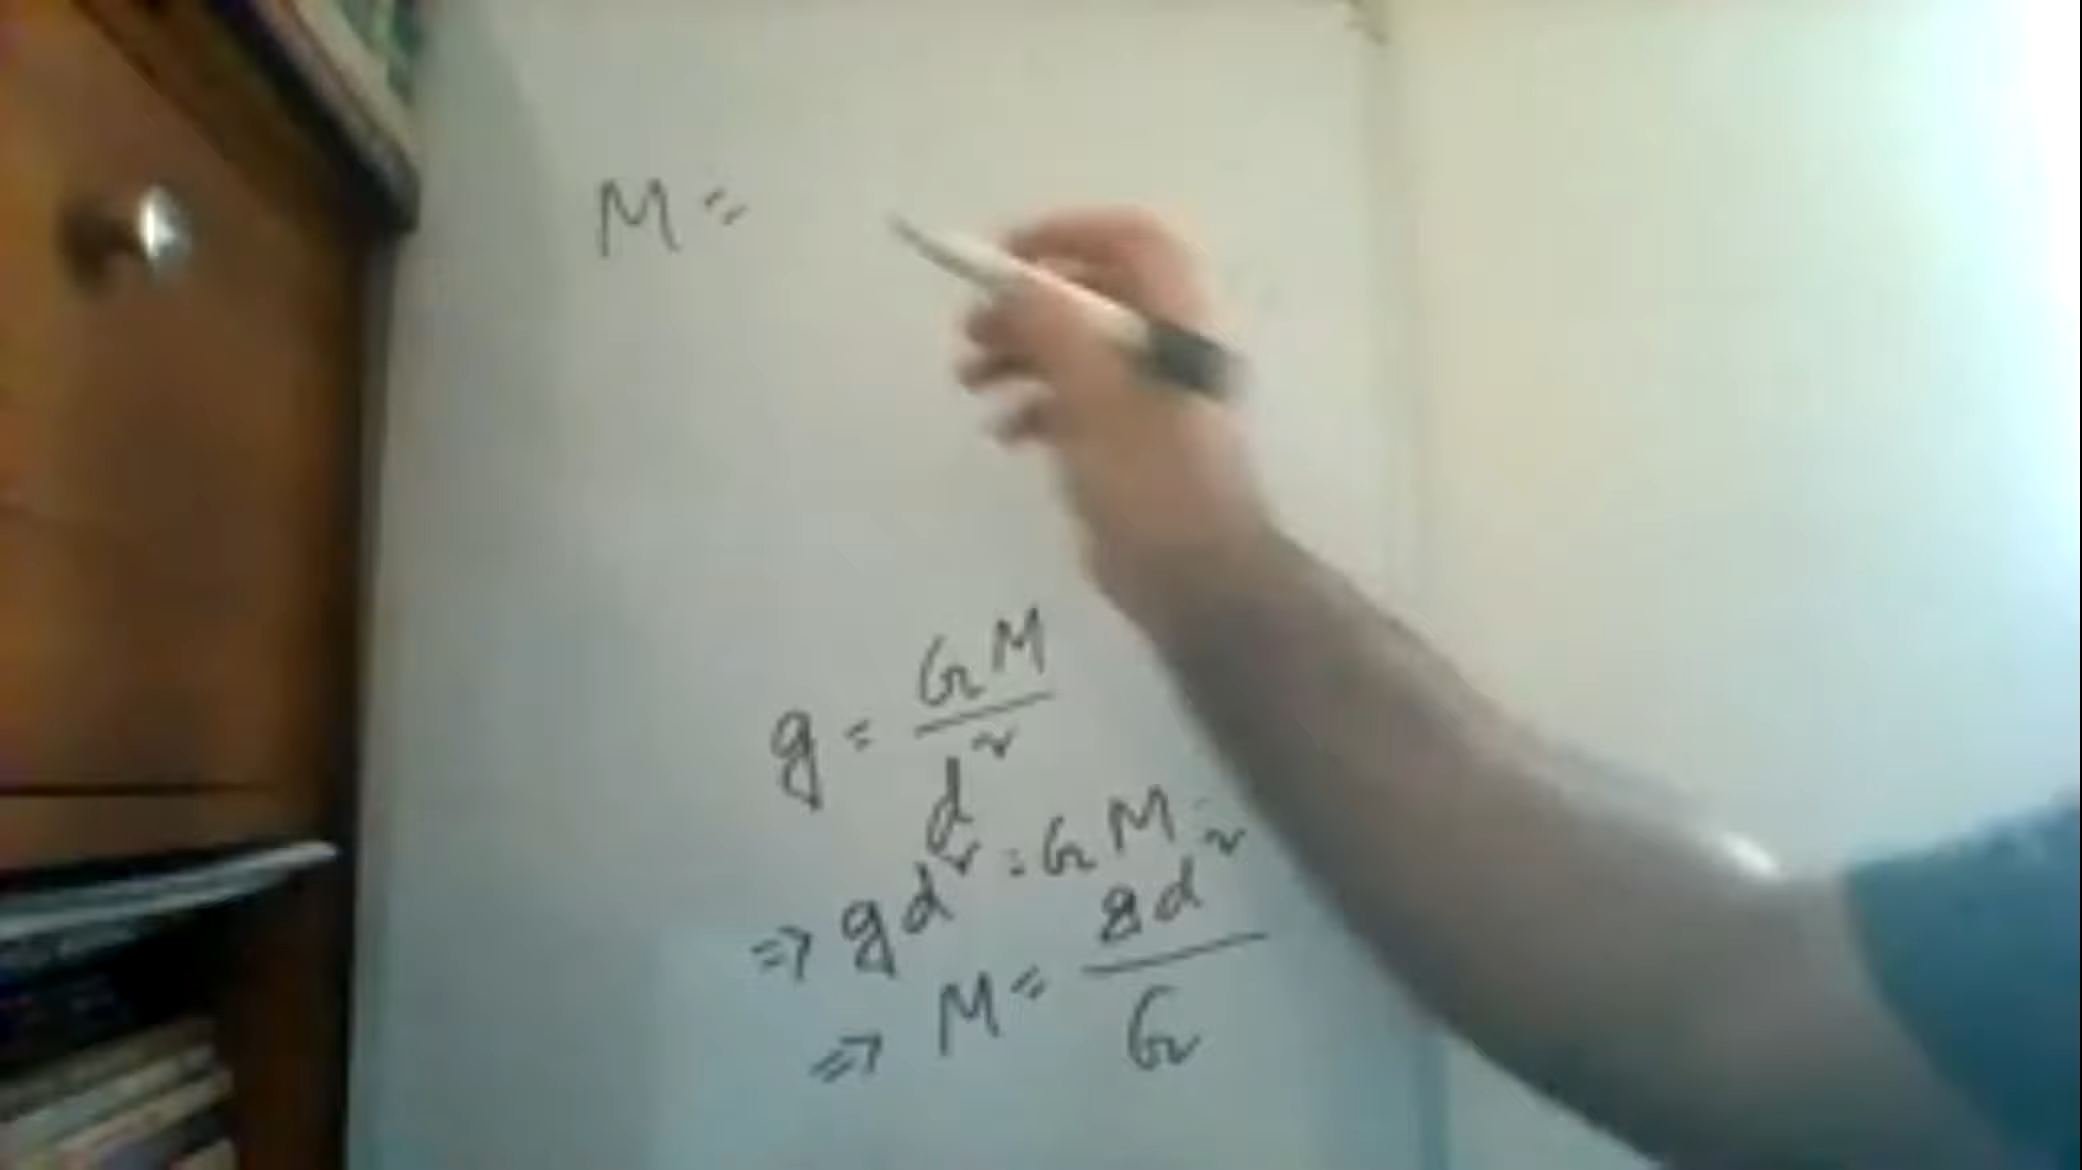 M =
g = GM/d²
=> gd² = GM
=> M = gd²/G